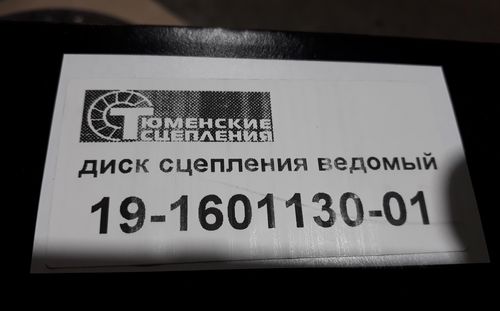 ТЮМЕНСКИЕ
СЦЕПЛЕНИЯ
ДИСК СЦЕПЛЕНИЯ ВЕДОМЫЙ
19-1601130-01